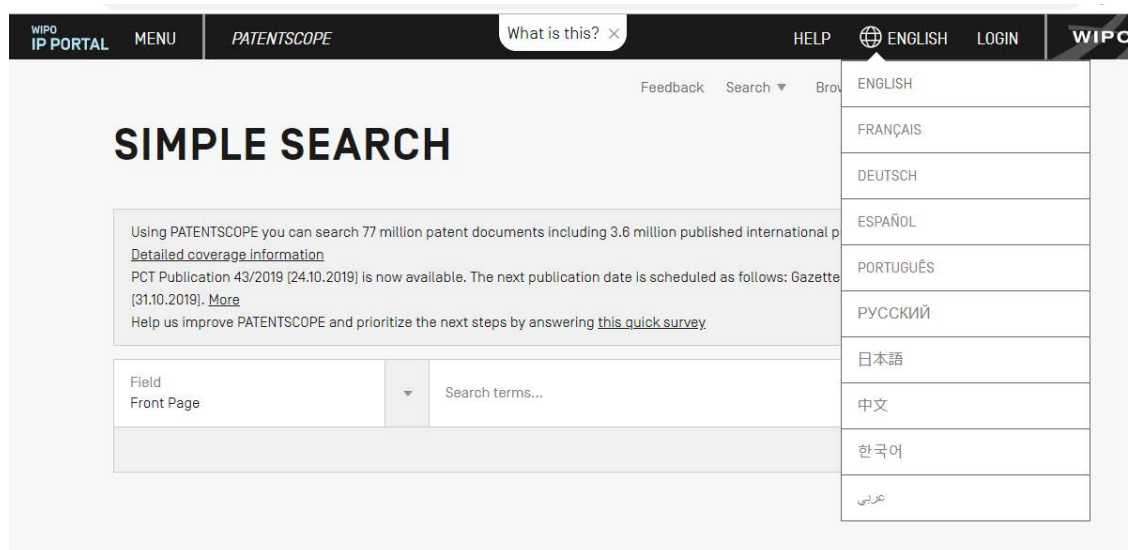 WIPO
IP PORTAL
MENU
PATENTSCOPE
What is this? ×
HELP
ENGLISH
LOGIN
WIPO
Feedback
Search ▼
Brow
SIMPLE SEARCH
Using PATENTSCOPE you can search 77 million patent documents including 3.6 million published international p
Detailed coverage information
PCT Publication 43/2019 [24.10.2019] is now available. The next publication date is scheduled as follows: Gazette
[31.10.2019]. More
Help us improve PATENTSCOPE and prioritize the next steps by answering this quick survey
Field
Front Page
Search terms...
ENGLISH
FRANÇAIS
DEUTSCH
ESPAÑOL
PORTUGUÊS
РУССКИЙ
日本語
中文
한국어
عربي